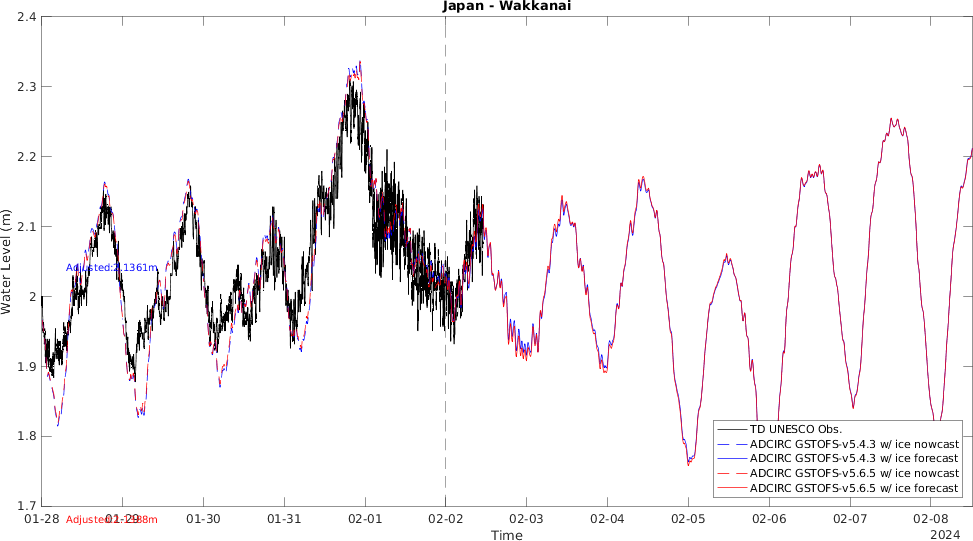 Japan - Wakkanai
2.4
2.3
2.2
2.1
2
1.9
1.8
1.7
Water Level (m)
Adjusted:2.1361m
TD UNESCO Obs.
ADCIRC GSTOFS-v5.4.3 w/ ice nowcast
ADCIRC GSTOFS-v5.4.3 w/ ice forecast
ADCIRC GSTOFS-v5.6.5 w/ ice nowcast
ADCIRC GSTOFS-v5.6.5 w/ ice forecast
01-28 01-29 01-30 01-31 02-01 02-02 02-03 02-04 02-05 02-06 02-07 02-08
2024
Time